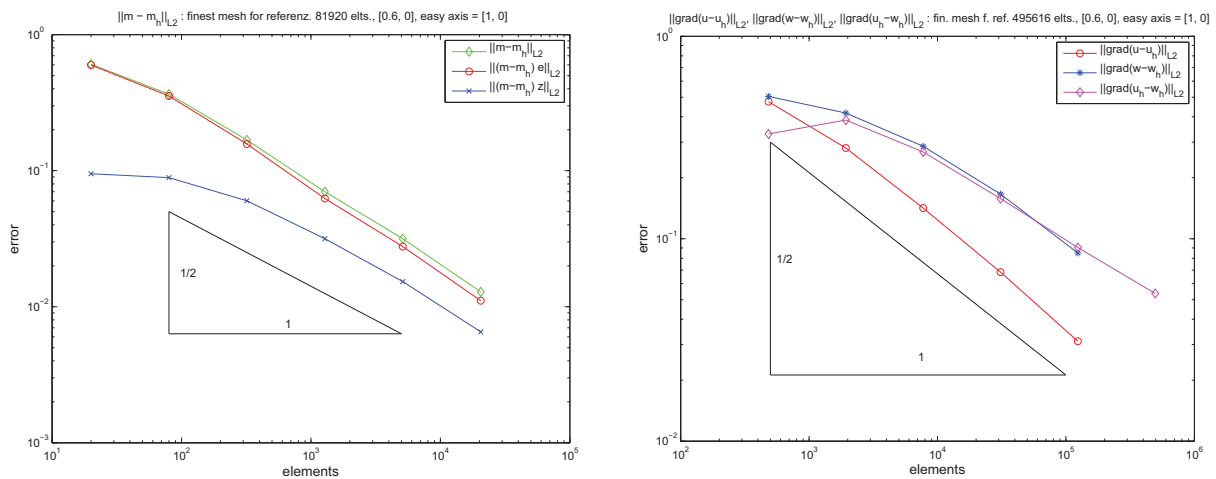 ||m − m_h||_L2 : finest mesh for referenz. 81920 elts., [0.6, 0], easy axis = [1, 0]
10^0
10^-1
10^-2
10^-3
error
||m−m_h||_L2
||(m−m_h) e||_L2
||(m−m_h) z||_L2
1/2
1
10^1 10^2 10^3 10^4 10^5
elements
||grad(u−u_h)||_L2, ||grad(w−w_h)||_L2, ||grad(u_h−w_h)||_L2 : fin. mesh f. ref. 495616 elts., [0.6, 0], easy axis = [1, 0]
10^0
10^-1
10^-2
error
||grad(u−u_h)||_L2
||grad(w−w_h)||_L2
||grad(u_h−w_h)||_L2
1/2
1
10^2 10^3 10^4 10^5 10^6
elements